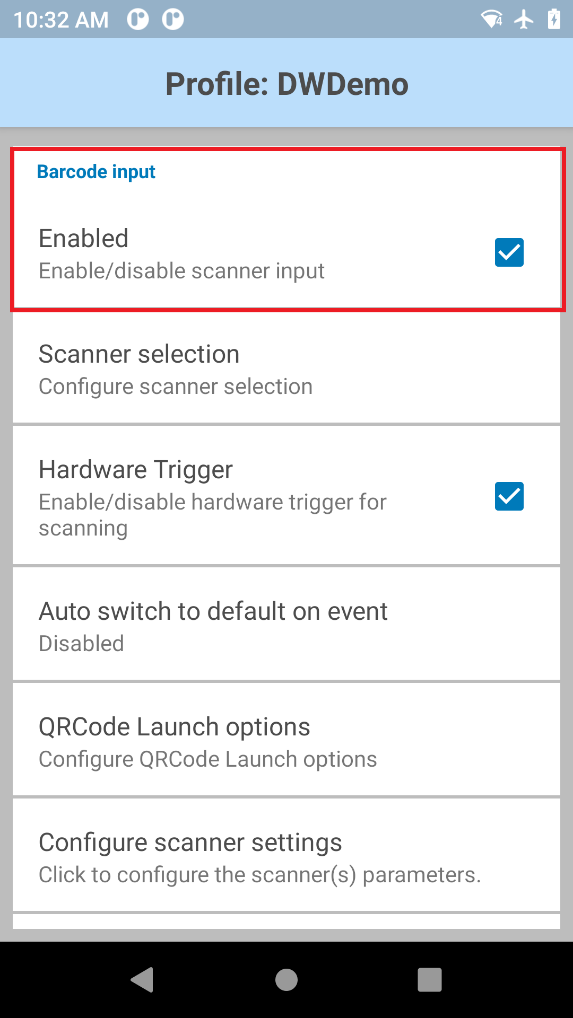 10:32 AM
4
Profile: DWDemo
Barcode input
Enabled
Enable/disable scanner input
Scanner selection
Configure scanner selection
Hardware Trigger
Enable/disable hardware trigger for
scanning
Auto switch to default on event
Disabled
QRCode Launch options
Configure QRCode Launch options
Configure scanner settings
Click to configure the scanner(s) parameters.